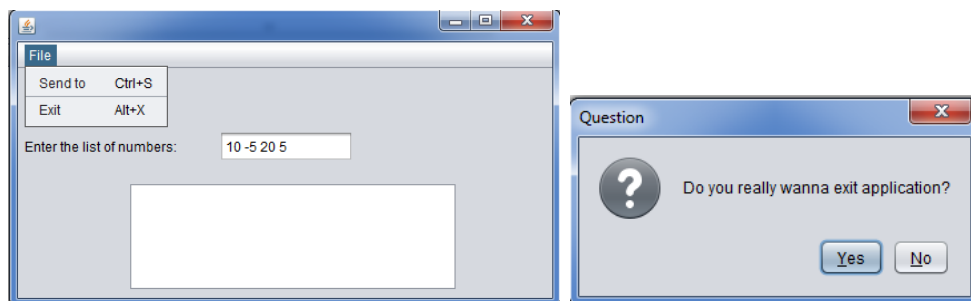 File
Send to Ctrl+S
Exit Alt+X
Enter the list of numbers: 10 -5 20 5
Question
Do you really wanna exit application?
Yes No